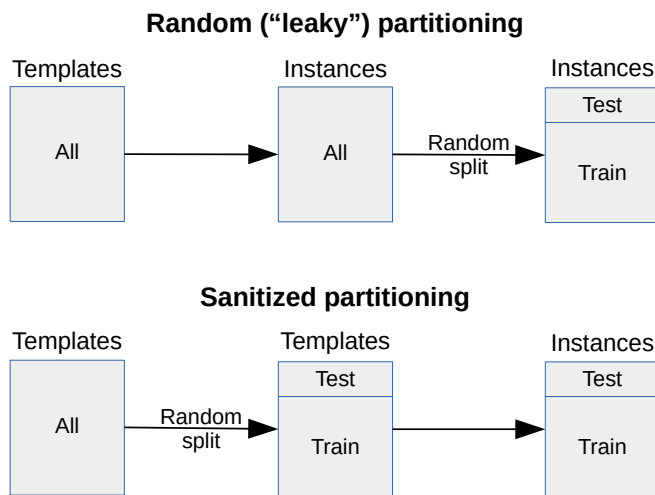 Random (“leaky”) partitioning
Templates
Instances
Instances
All
All
Random
split
Test
Train
Sanitized partitioning
Templates
Templates
Instances
All
Random
split
Test
Train
Test
Train